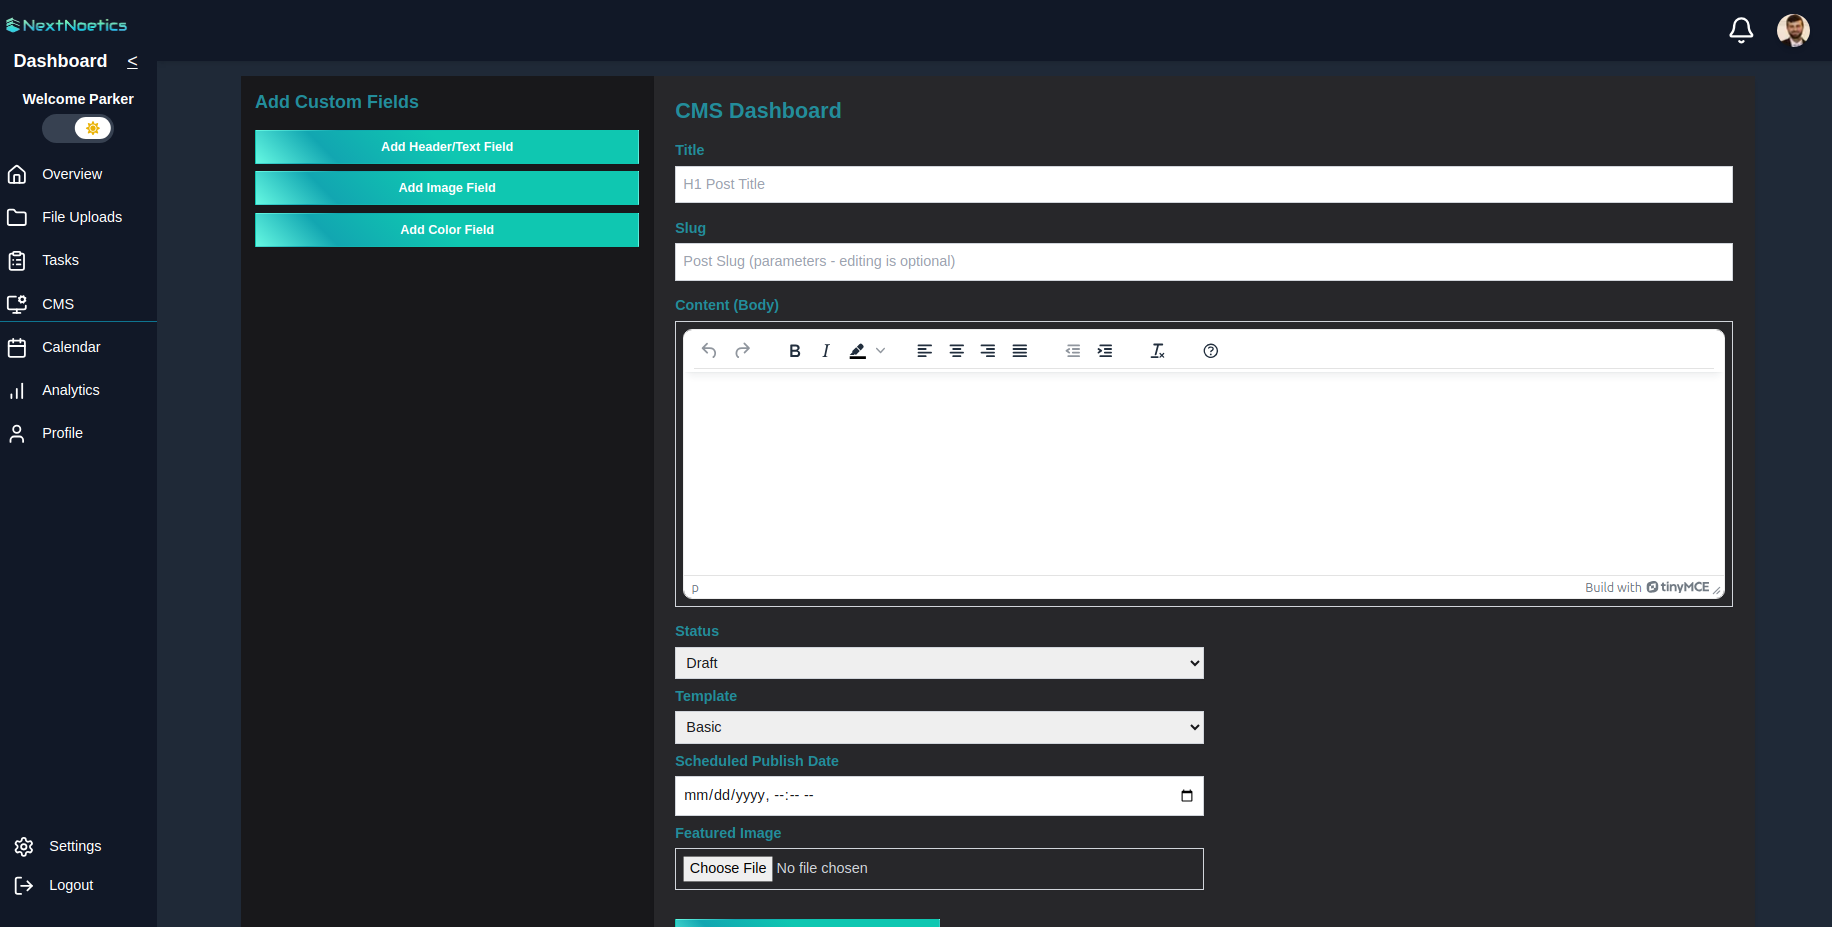 NextNoetics
Dashboard <
Welcome Parker
Overview
File Uploads
Tasks
CMS
Calendar
Analytics
Profile
Settings
Logout
Add Custom Fields
Add Header/Text Field
Add Image Field
Add Color Field
CMS Dashboard
Title
H1 Post Title
Slug
Post Slug (parameters - editing is optional)
Content (Body)
B I
p
Build with tinyMCE
Status
Draft
Template
Basic
Scheduled Publish Date
mm/dd/yyyy, --:-- --
Featured Image
Choose File No file chosen